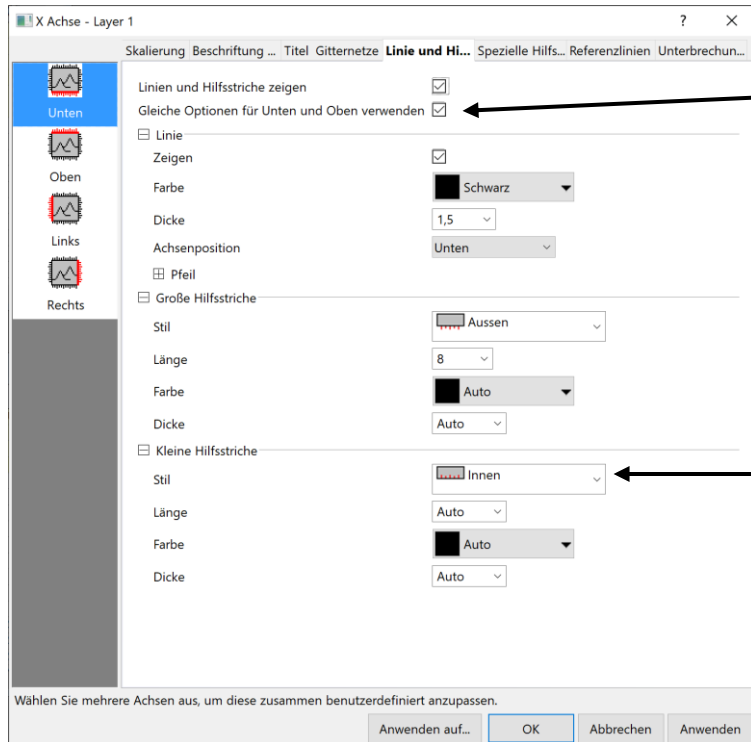 X Achse - Layer 1 ? ×
Skalierung Beschriftung ... Titel Gitternetze Linie und Hi... Spezielle Hilfs... Referenzlinien Unterbrechun...
Unten
Oben
Links
Rechts
Linien und Hilfsstriche zeigen
Gleiche Optionen für Unten und Oben verwenden
Linie
Zeigen
Farbe Schwarz
Dicke 1,5
Achsenposition Unten
Pfeil
Große Hilfsstriche
Stil Aussen
Länge 8
Farbe Auto
Dicke Auto
Kleine Hilfsstriche
Stil Innen
Länge Auto
Farbe Auto
Dicke Auto
Wählen Sie mehrere Achsen aus, um diese zusammen benutzerdefiniert anzupassen.
Anwenden auf... OK Abbrechen Anwenden